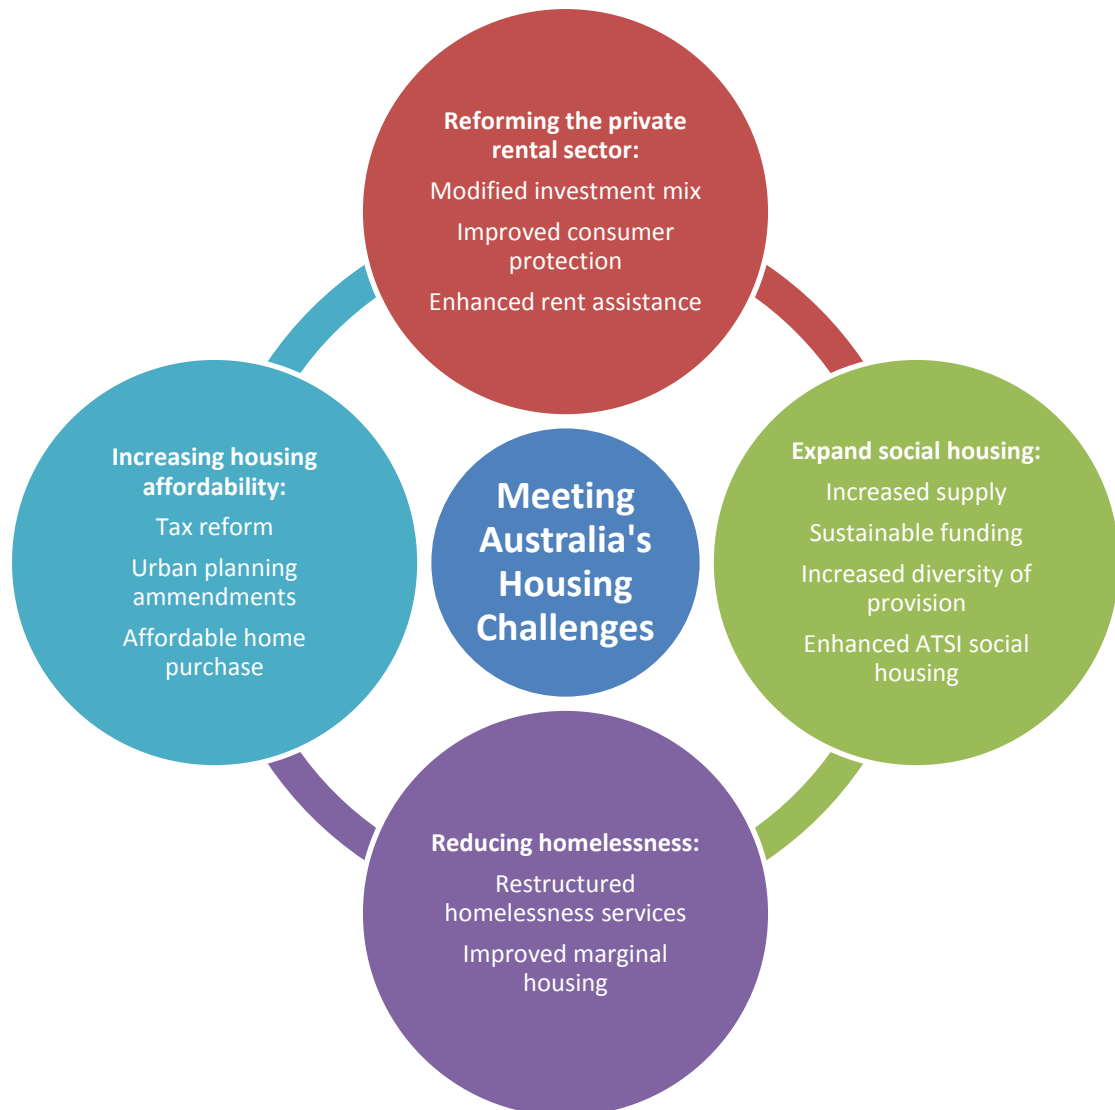 Reforming the private
rental sector:
Modified investment mix
Improved consumer
protection
Enhanced rent assistance
Increasing housing
affordability:
Tax reform
Urban planning
ammendments
Affordable home
purchase
Meeting
Australia's
Housing
Challenges
Expand social housing:
Increased supply
Sustainable funding
Increased diversity of
provision
Enhanced ATSI social
housing
Reducing homelessness:
Restructured
homelessness services
Improved marginal
housing